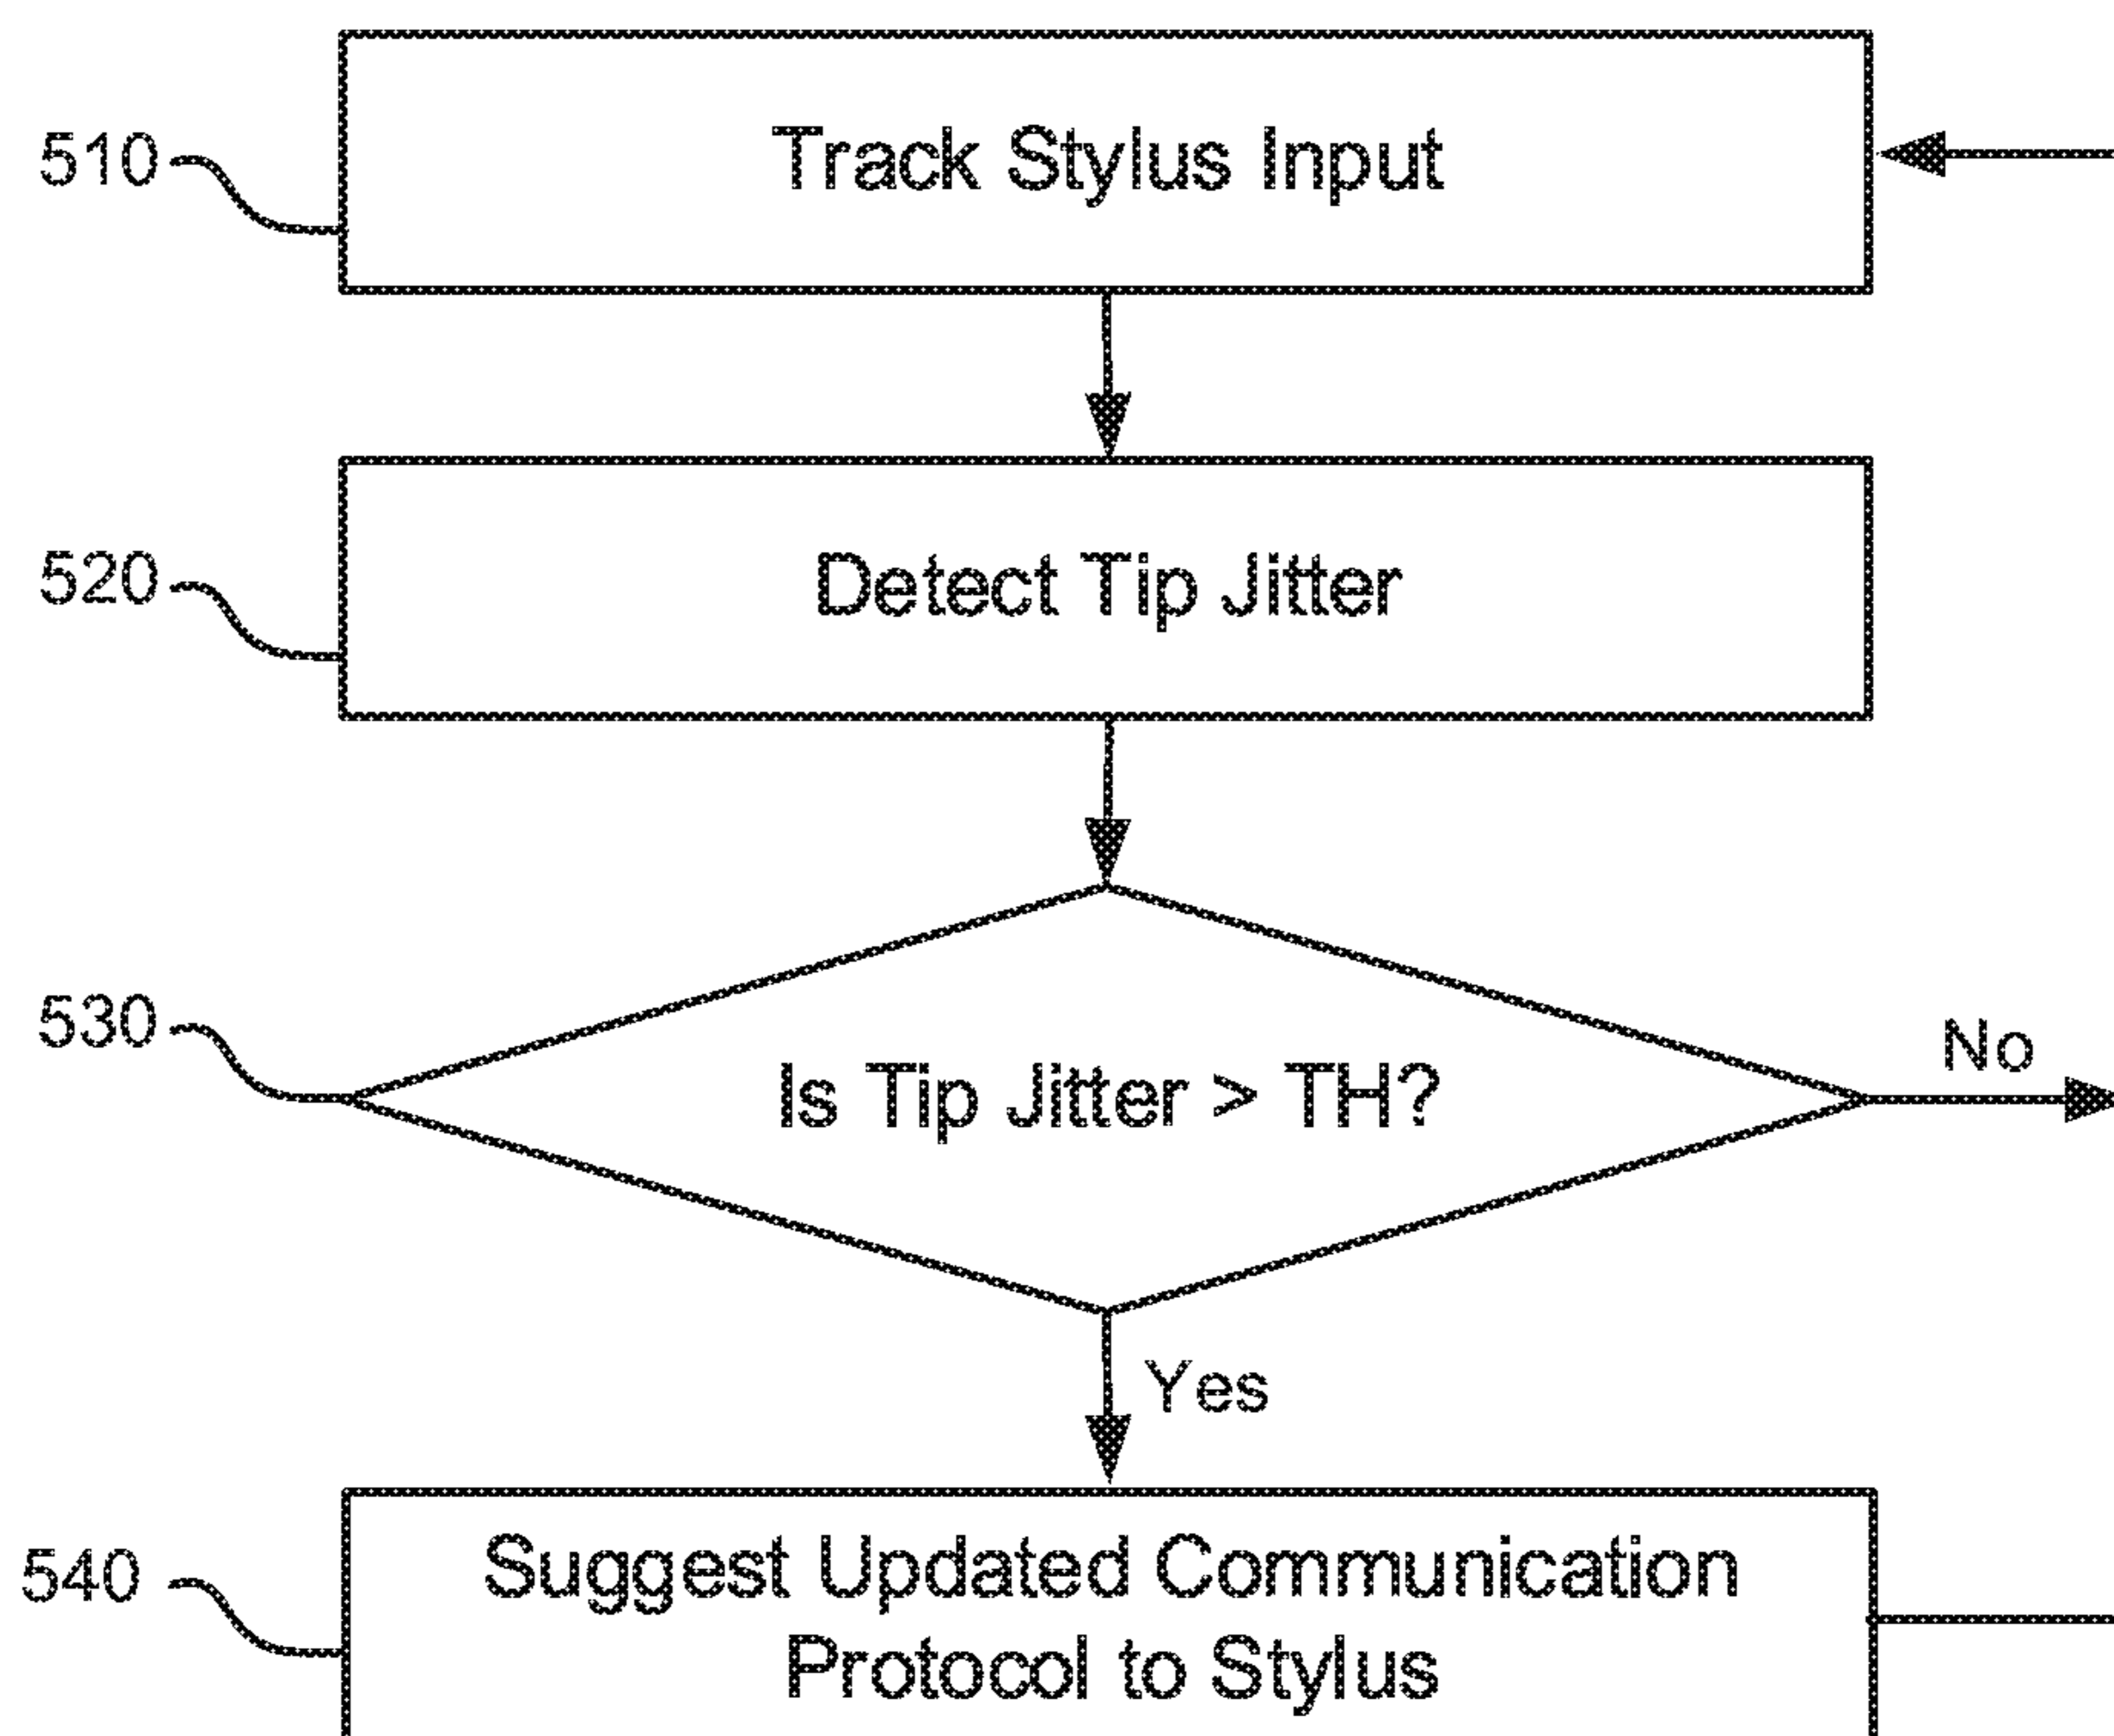 510
Track Stylus Input
520
Detect Tip Jitter
530
Is Tip Jitter > TH?
No
Yes
540
Suggest Updated Communication
Protocol to Stylus